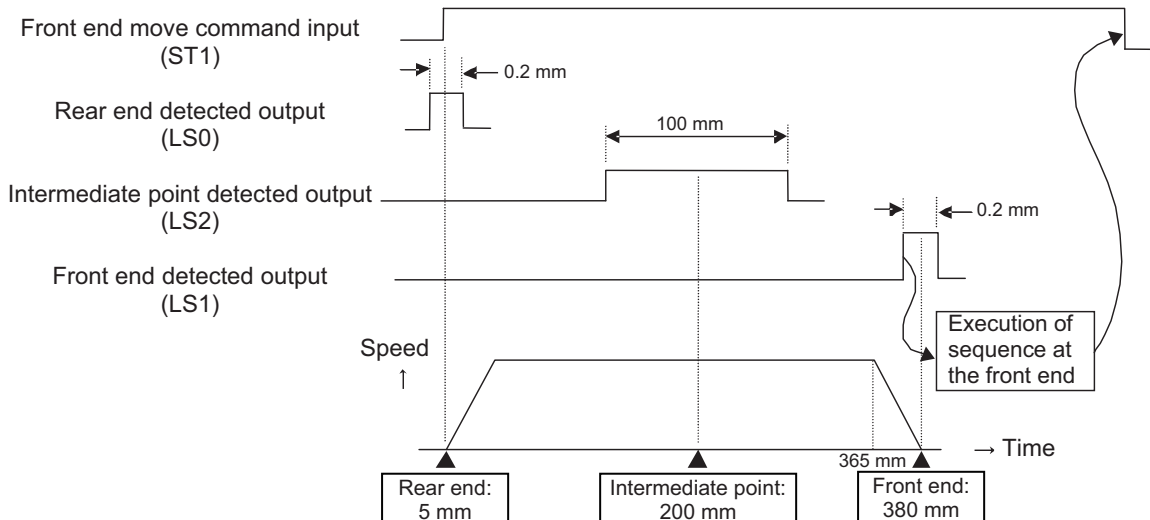 Front end move command input
(ST1)
0.2 mm
Rear end detected output
(LS0)
100 mm
Intermediate point detected output
(LS2)
0.2 mm
Front end detected output
(LS1)
Execution of
sequence at
the front end
Speed
↑
→ Time
365 mm
Rear end:
5 mm
Intermediate point:
200 mm
Front end:
380 mm